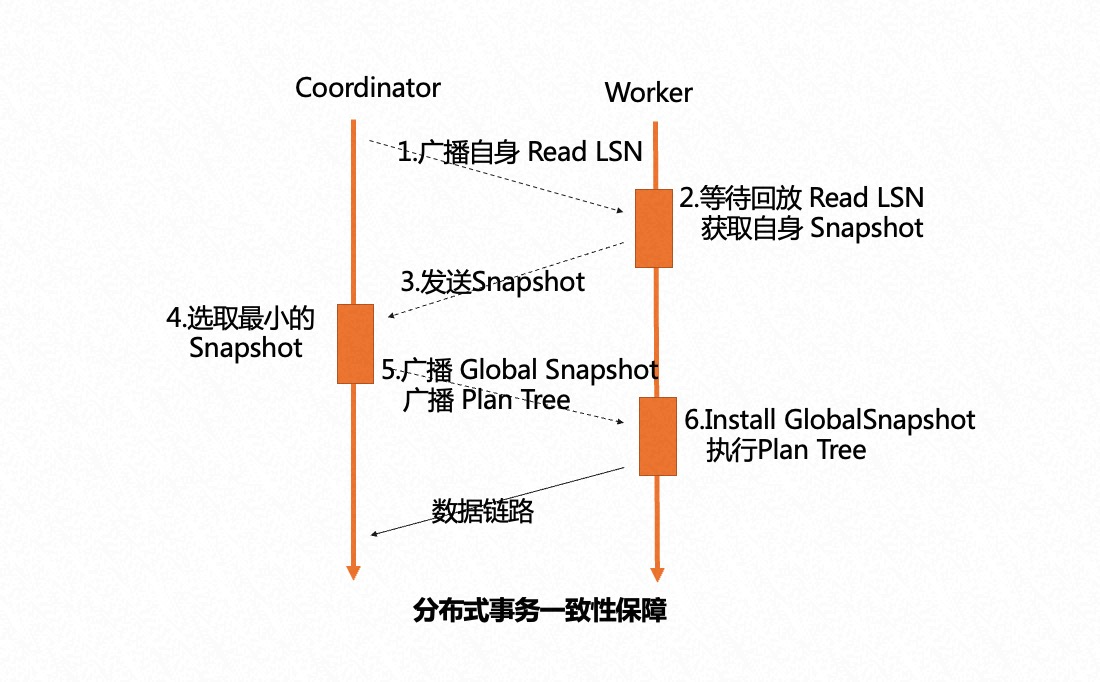 Coordinator
Worker
1.广播自身 Read LSN
2.等待回放 Read LSN
获取自身 Snapshot
3.发送Snapshot
4.选取最小的
Snapshot
5.广播 Global Snapshot
广播 Plan Tree
6.Install GlobalSnapshot
执行Plan Tree
数据链路
分布式事务一致性保障